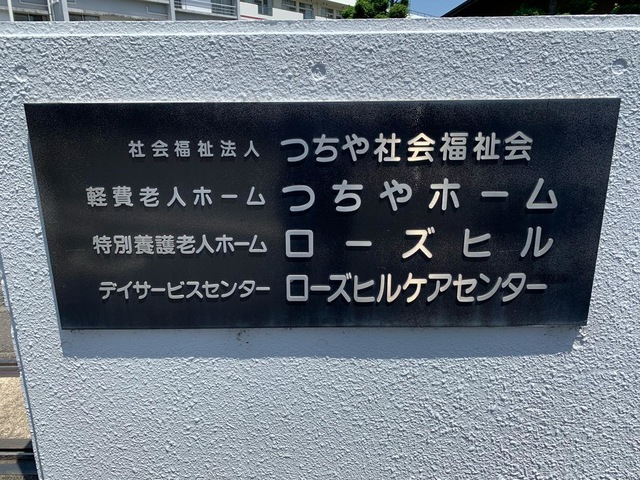 社会福祉法人 つちや社会福祉会
軽費老人ホーム つちやホーム
特別養護老人ホーム ローズヒル
デイサービスセンター ローズヒルケアセンター